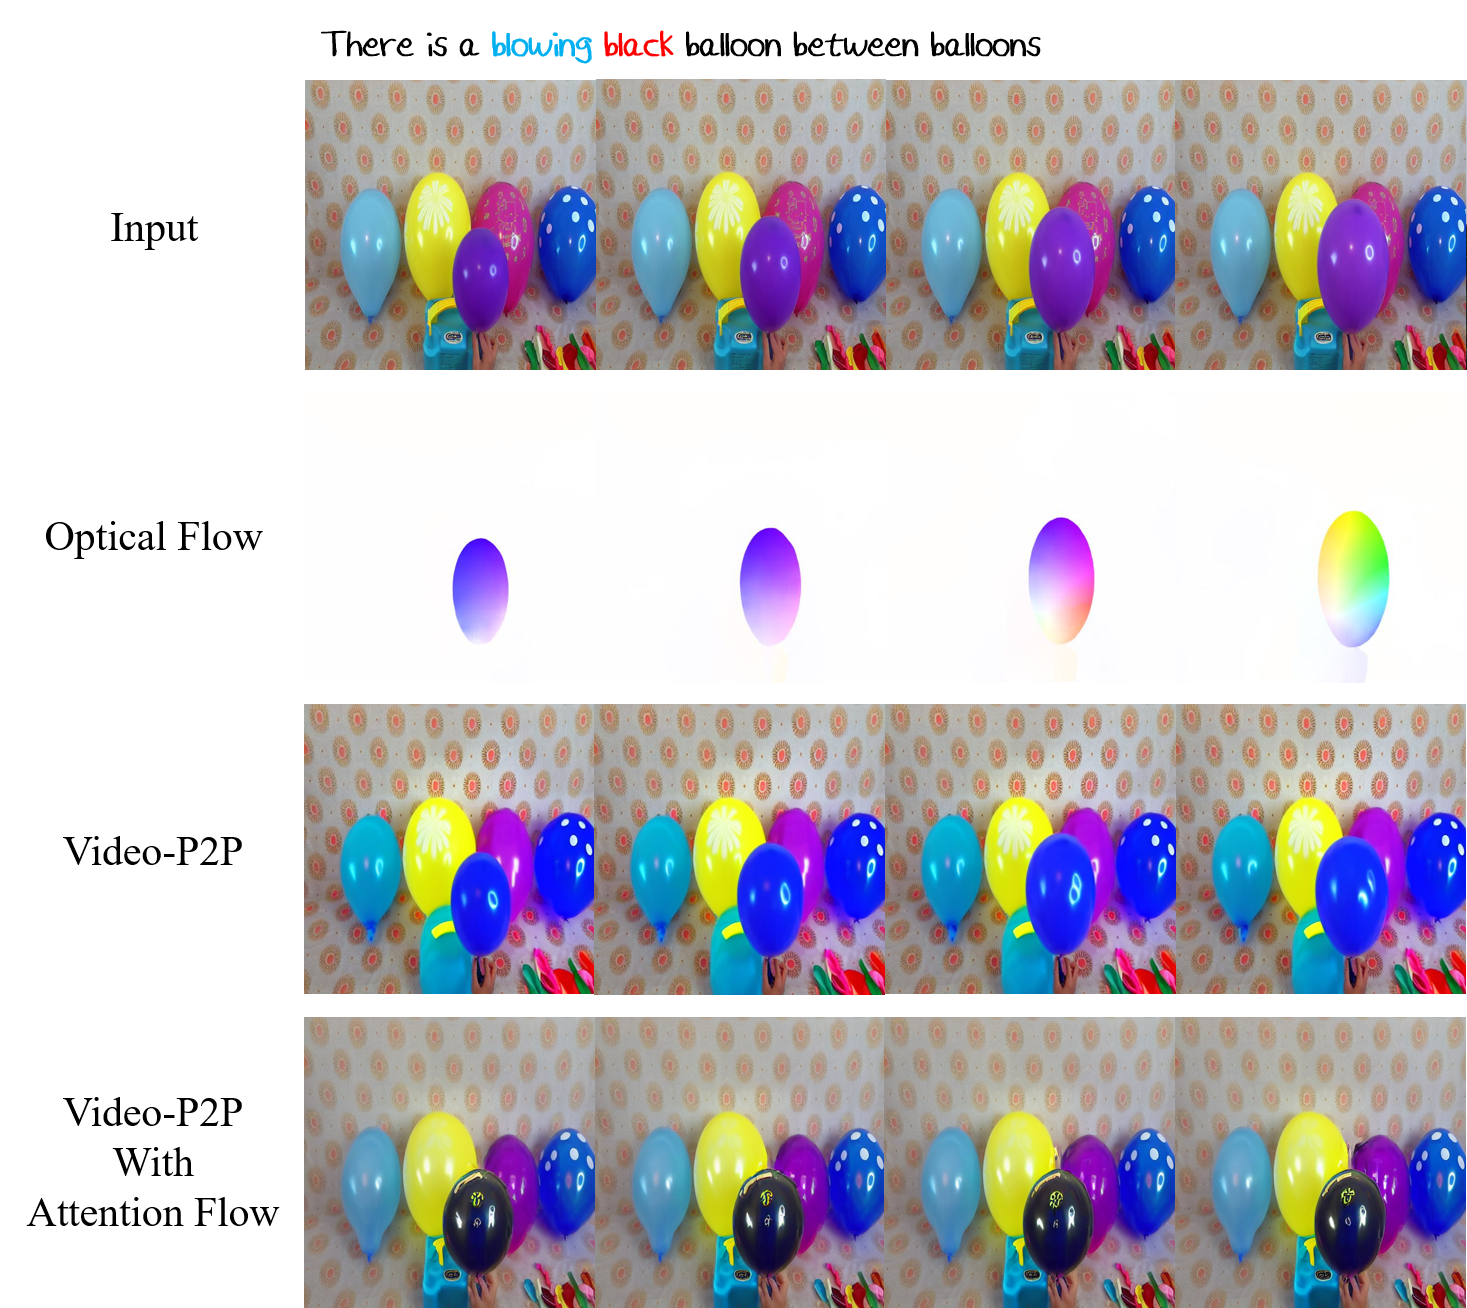 There is a blowing black balloon between balloons
Input
Optical Flow
Video-P2P
Video-P2P
With
Attention Flow